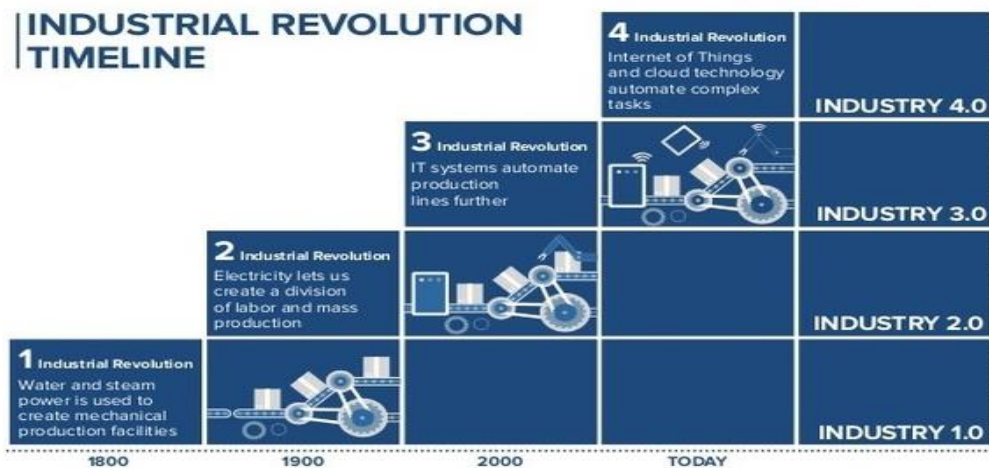 INDUSTRIAL REVOLUTION
TIMELINE
4 Industrial Revolution
Internet of Things
and cloud technology
automate complex
tasks
INDUSTRY 4.0
3 Industrial Revolution
IT systems automate
production
lines further
INDUSTRY 3.0
2 Industrial Revolution
Electricity lets us
create a division
of labor and mass
production
INDUSTRY 2.0
1 Industrial Revolution
Water and steam
power is used to
create mechanical
production facilities
INDUSTRY 1.0
1800 1900 2000 TODAY